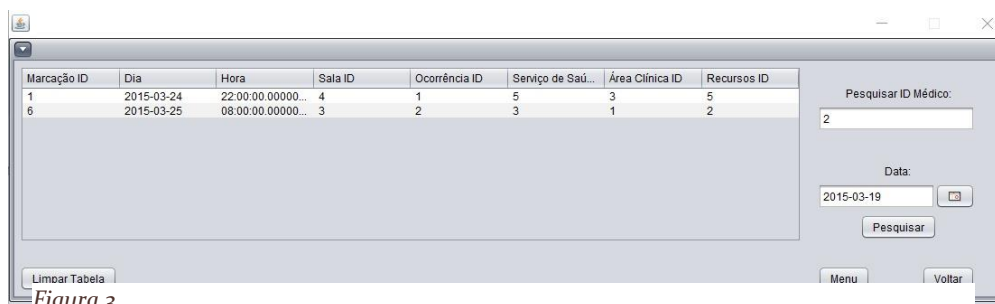 Marcação ID Dia Hora Sala ID Ocorrência ID Serviço de Saú... Área Clínica ID Recursos ID
1 2015-03-24 22:00:00.00000... 4 1 5 3 5
6 2015-03-25 08:00:00.00000... 3 2 3 1 2
Pesquisar ID Médico:
2
Data:
2015-03-19
Pesquisar
Limpar Tabela
Menu Voltar
Figura 3